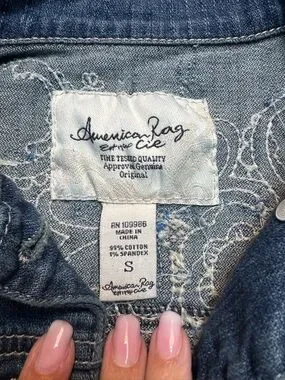 American Rag
Cie
TIME TESTED QUALITY
Approved Genuine
Original
RN 109986
MADE IN
CHINA
99% COTTON
1% SPANDEX
S
American Rag
Cie